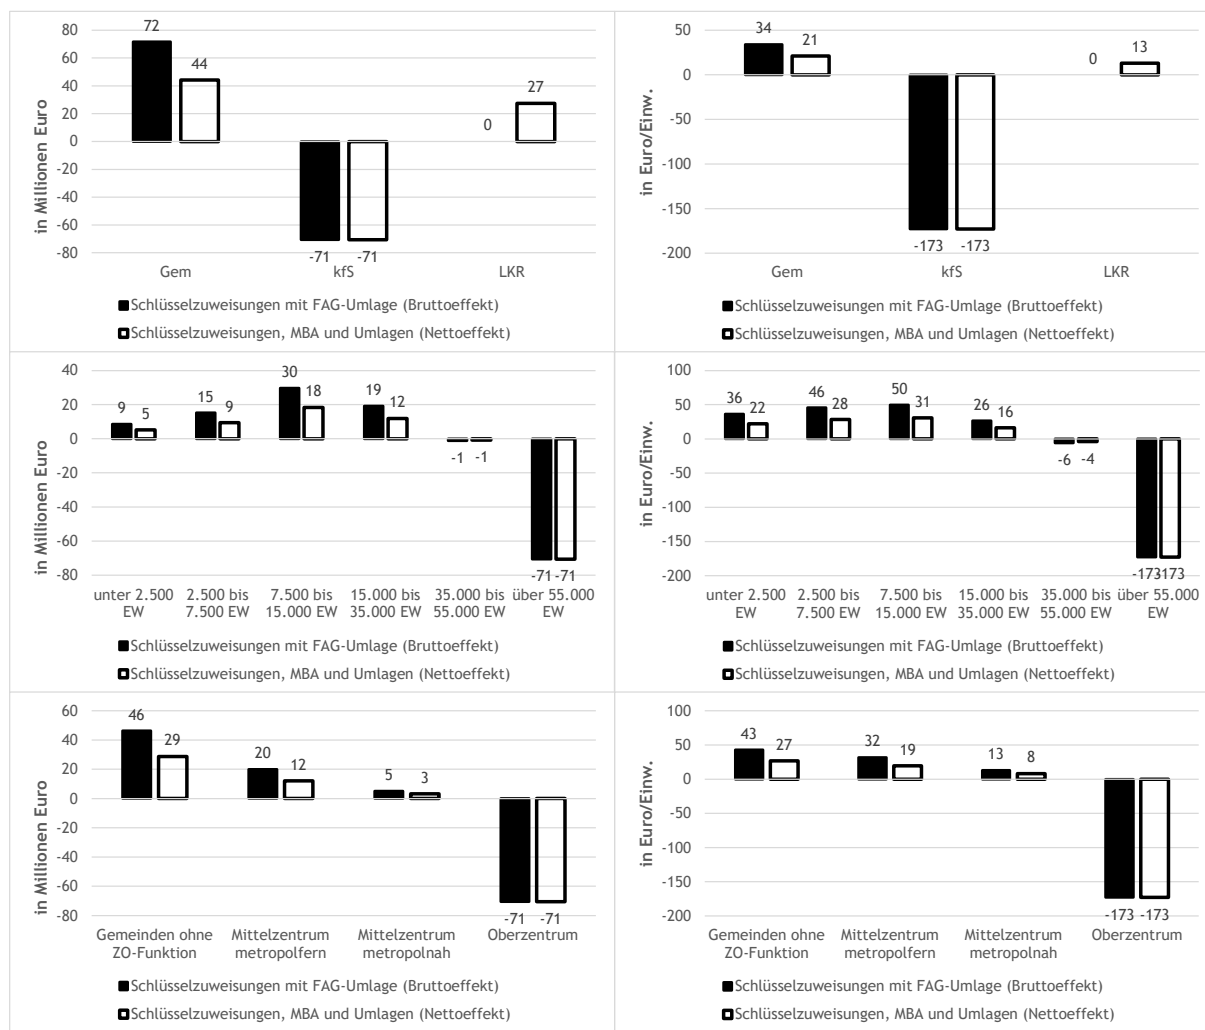 in Millionen Euro
80
60
40
20
0
-20
-40
-60
-80
72
44
-71
-71
0
27
Gem
kfS
LKR
Schlüsselzuweisungen mit FAG-Umlage (Bruttoeffekt)
Schlüsselzuweisungen, MBA und Umlagen (Nettoeffekt)
in Euro/Einw.
50
0
-50
-100
-150
-200
34
21
-173
-173
0
13
Gem
kfS
LKR
Schlüsselzuweisungen mit FAG-Umlage (Bruttoeffekt)
Schlüsselzuweisungen, MBA und Umlagen (Nettoeffekt)
in Millionen Euro
40
20
0
-20
-40
-60
-80
9
5
15
9
30
18
19
12
-1
-1
-71
-71
unter 2.500
EW
2.500 bis
7.500 EW
7.500 bis
15.000 EW
15.000 bis
35.000 EW
35.000 bis
55.000 EW
über 55.000
EW
Schlüsselzuweisungen mit FAG-Umlage (Bruttoeffekt)
Schlüsselzuweisungen, MBA und Umlagen (Nettoeffekt)
in Euro/Einw.
100
50
0
-50
-100
-150
-200
36
22
46
28
50
31
26
16
-6
-4
-173
-173
unter 2.500
EW
2.500 bis
7.500 EW
7.500 bis
15.000 EW
15.000 bis
35.000 EW
35.000 bis
55.000 EW
über 55.000
EW
Schlüsselzuweisungen mit FAG-Umlage (Bruttoeffekt)
Schlüsselzuweisungen, MBA und Umlagen (Nettoeffekt)
in Millionen Euro
60
40
20
0
-20
-40
-60
-80
46
29
20
12
5
3
-71
-71
Gemeinden ohne
ZO-Funktion
Mittelzentrum
metropolfern
Mittelzentrum
metropolnah
Oberzentrum
Schlüsselzuweisungen mit FAG-Umlage (Bruttoeffekt)
Schlüsselzuweisungen, MBA und Umlagen (Nettoeffekt)
in Euro/Einw.
100
50
0
-50
-100
-150
-200
43
27
32
19
13
8
-173
-173
Gemeinden ohne
ZO-Funktion
Mittelzentrum
metropolfern
Mittelzentrum
metropolnah
Oberzentrum
Schlüsselzuweisungen mit FAG-Umlage (Bruttoeffekt)
Schlüsselzuweisungen, MBA und Umlagen (Nettoeffekt)